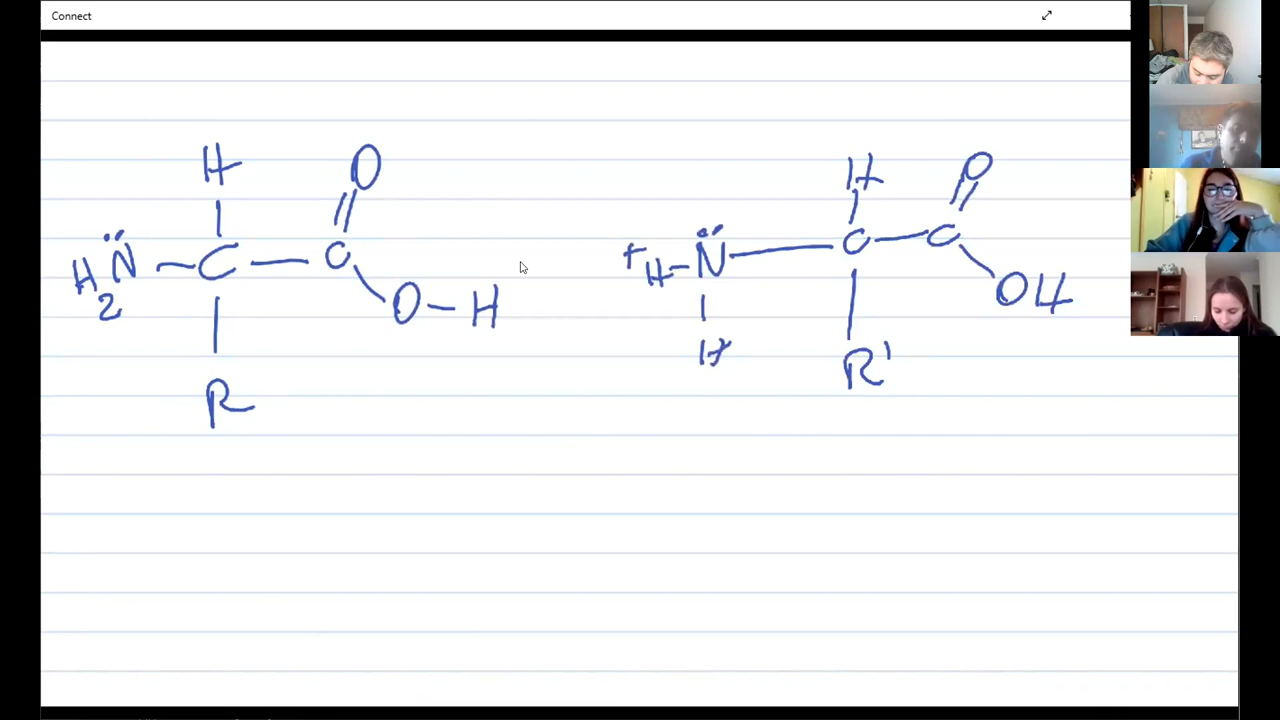 Connect
H O H O
H2N̈ - C - C + H - N̈ - C - C
O - H OH
H
R R'